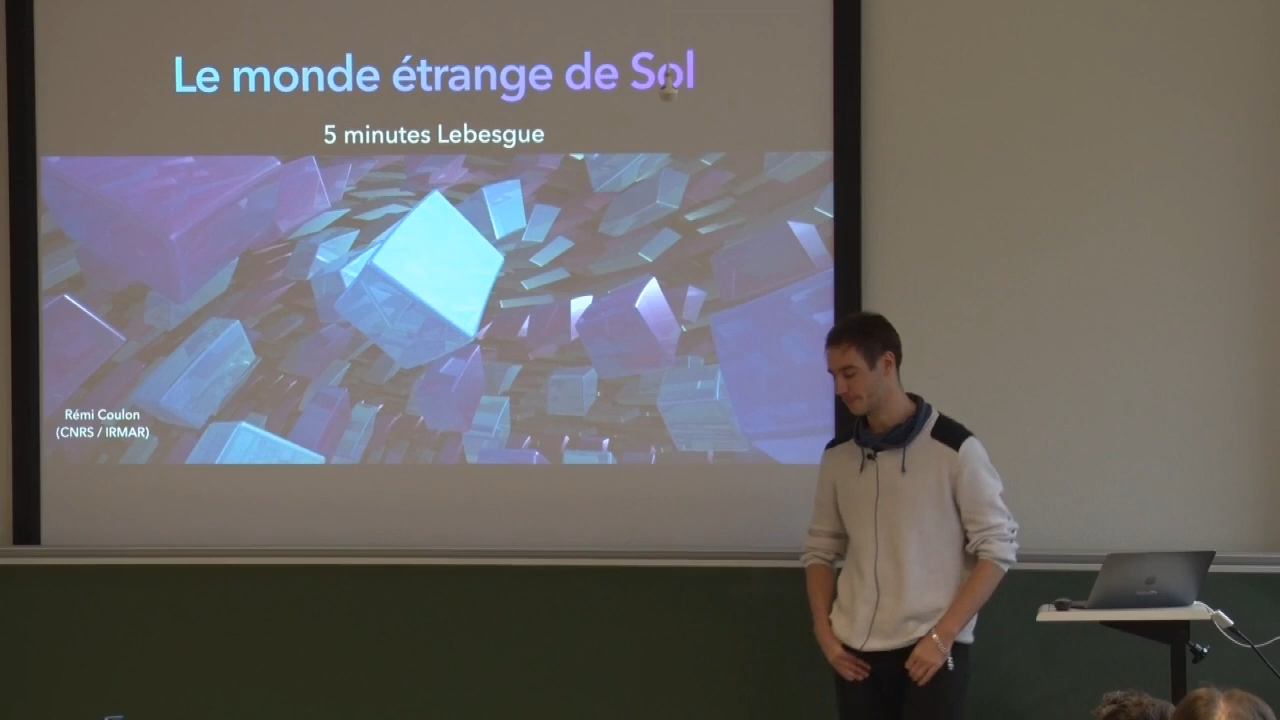 Le monde étrange de Sol
5 minutes Lebesgue
Rémi Coulon
(CNRS / IRMAR)